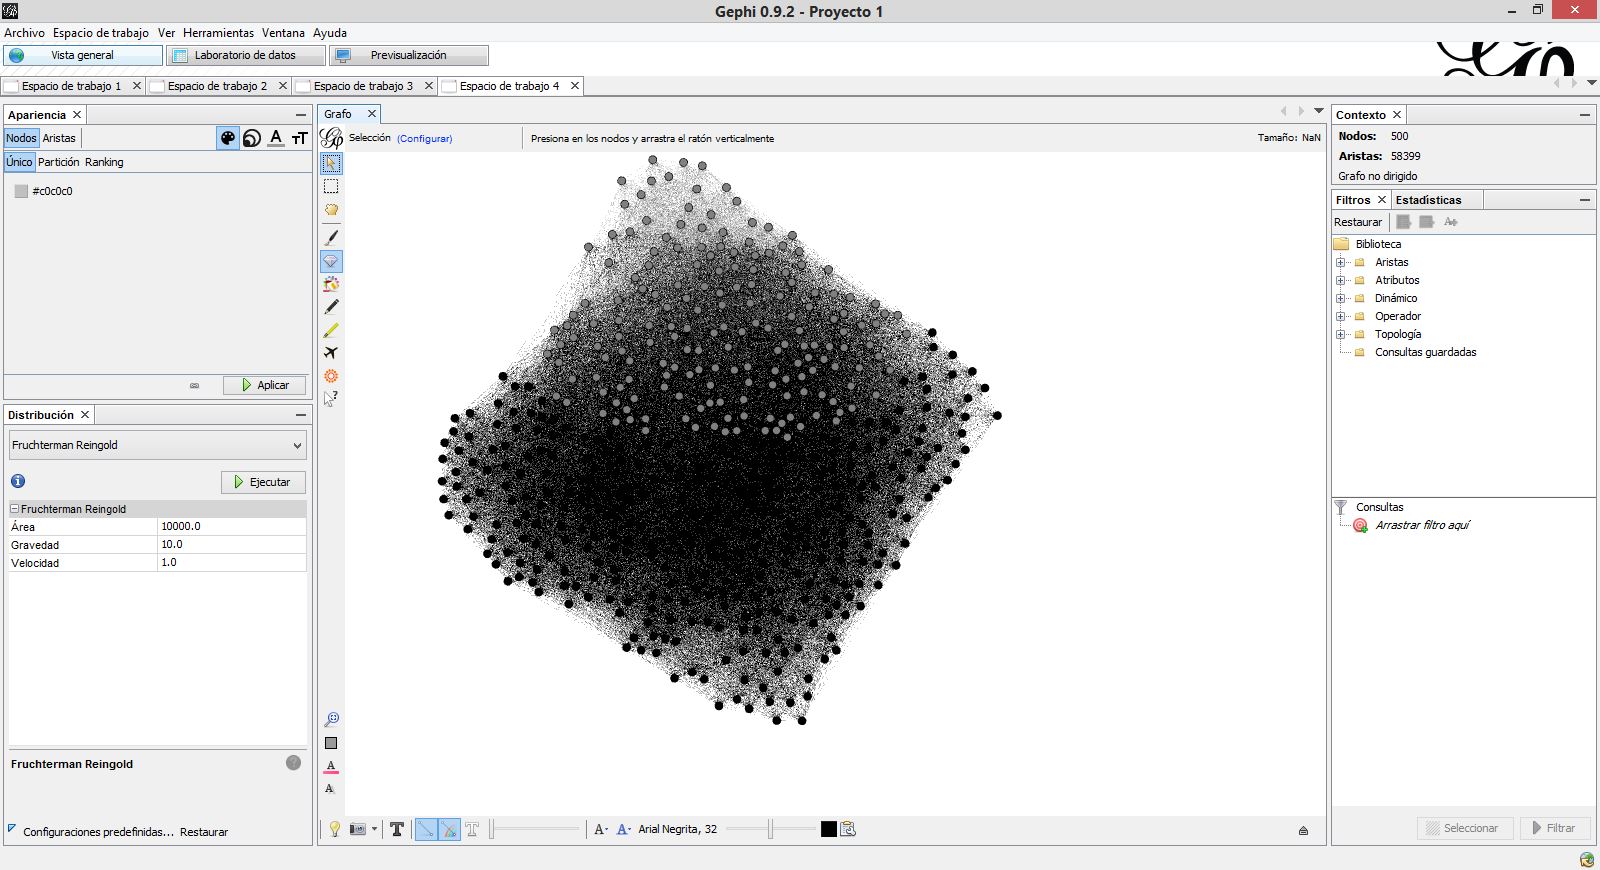 Gephi 0.9.2 - Proyecto 1
Archivo Espacio de trabajo Ver Herramientas Ventana Ayuda
Vista general Laboratorio de datos Previsualización
Espacio de trabajo 1 Espacio de trabajo 2 Espacio de trabajo 3 Espacio de trabajo 4
Apariencia
Nodos Aristas
Único Partición Ranking
#c0c0c0
Aplicar
Distribución
Fruchterman Reingold
Ejecutar
Fruchterman Reingold
Área 10000.0
Gravedad 10.0
Velocidad 1.0
Fruchterman Reingold
Configuraciones predefinidas... Restaurar
Grafo
Selección (Configurar) Presiona en los nodos y arrastra el ratón verticalmente Tamaño: NaN
Arial Negrita, 32
Contexto
Nodos: 500
Aristas: 58399
Grafo no dirigido
Filtros Estadísticas
Restaurar
Biblioteca
Aristas
Atributos
Dinámico
Operador
Topología
Consultas guardadas
Consultas
Arrastrar filtro aquí
Seleccionar Filtrar